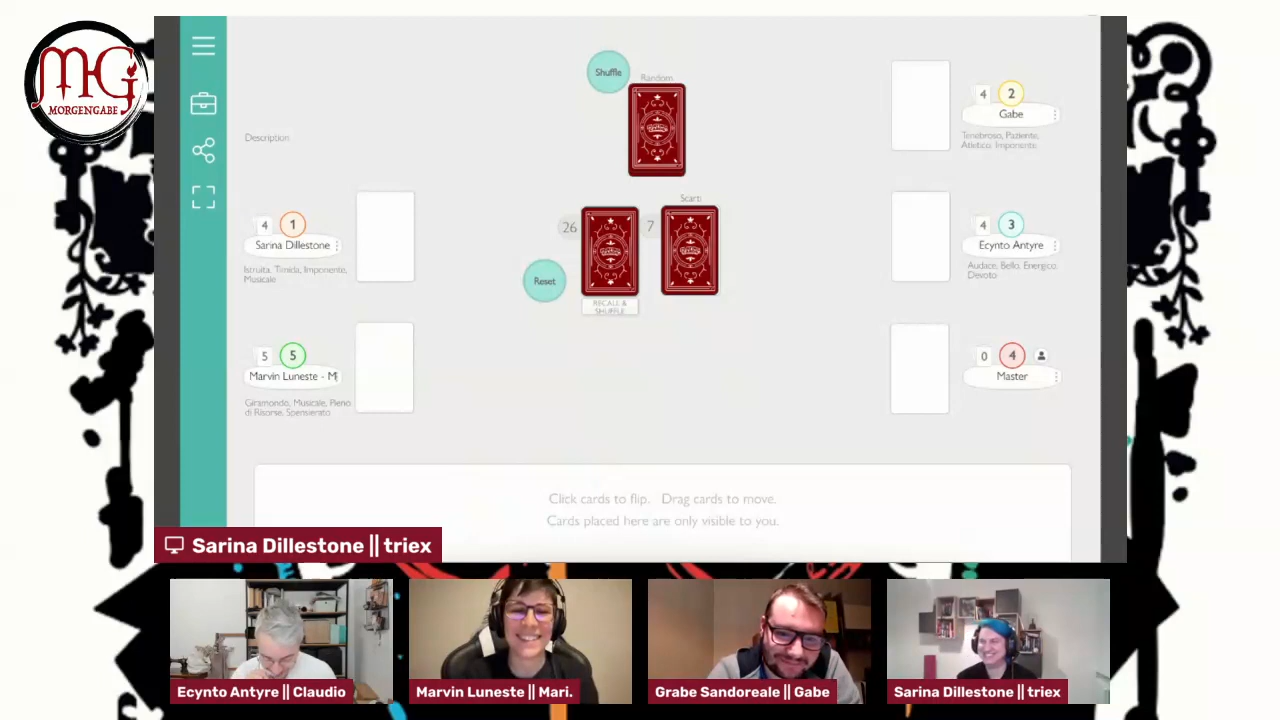 MG
MORGENGABE
Shuffle
Random
Description
4 2
Gabe
Tenebroso, Paziente,
Atletico, Imponente,
4 1
Sarina Dillestone
Istruita, Timida, Imponente,
Musicale
26
7
Scarti
Reset
RECALL &
SHUFFLE
4 3
Ecynto Antyre
Audace, Bello, Energico,
Devoto
5 5
Marvin Luneste - M
Giramondo, Musicale, Pieno
di Risorse, Spensierato
0 4
Master
Click cards to flip. Drag cards to move.
Cards placed here are only visible to you.
Sarina Dillestone || triex
Ecynto Antyre || Claudio
Marvin Luneste || Mari.
Grabe Sandoreale || Gabe
Sarina Dillestone || triex